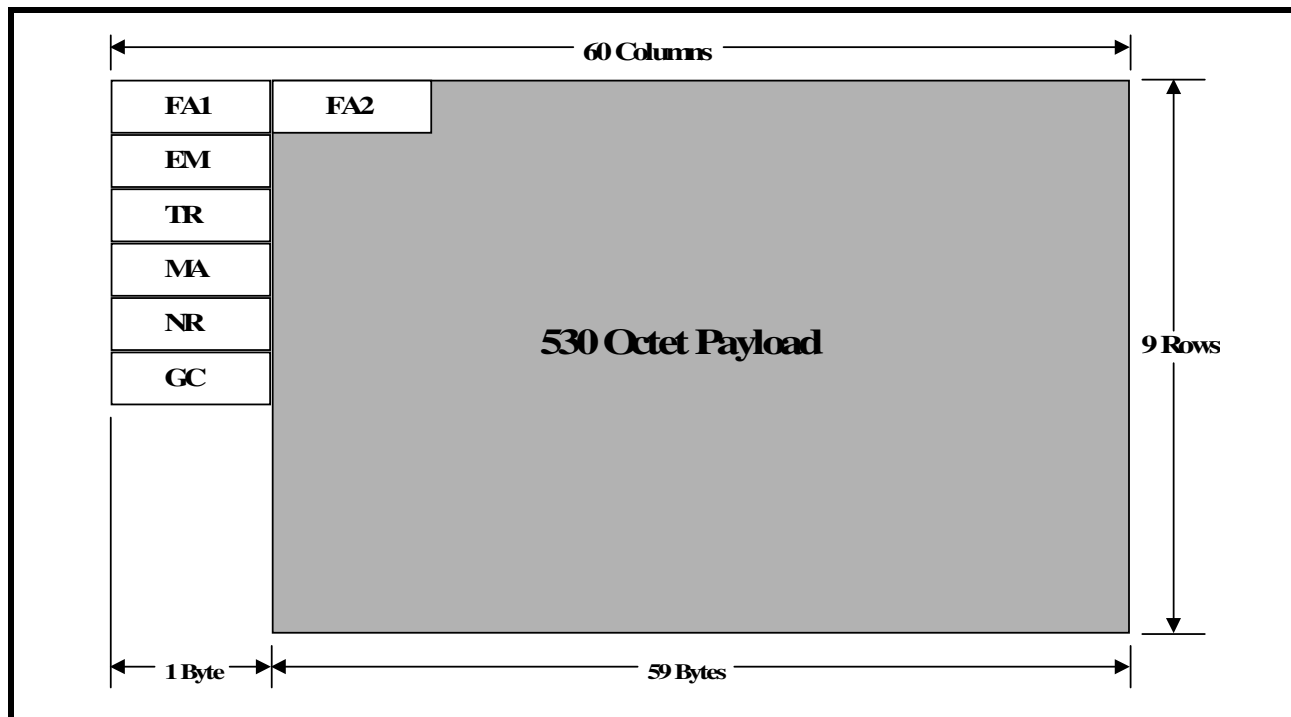 60 Columns
FA1
FA2
EM
TR
MA
NR
GC
530 Octet Payload
9 Rows
1 Byte
59 Bytes